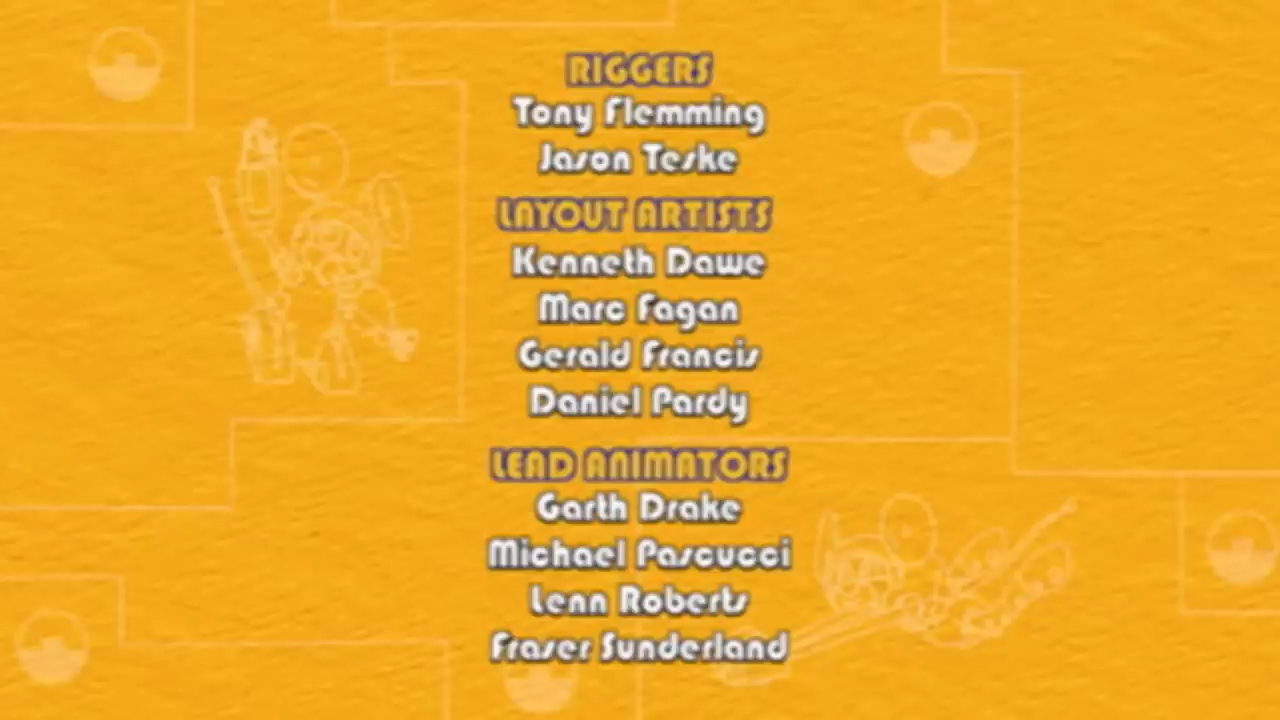 RIGGERS
Tony Flemming
Jason Teske
LAYOUT ARTISTS
Kenneth Dawe
Marc Fagan
Gerald Francis
Daniel Pardy
LEAD ANIMATORS
Garth Drake
Michael Pascucci
Lenn Roberts
Fraser Sunderland